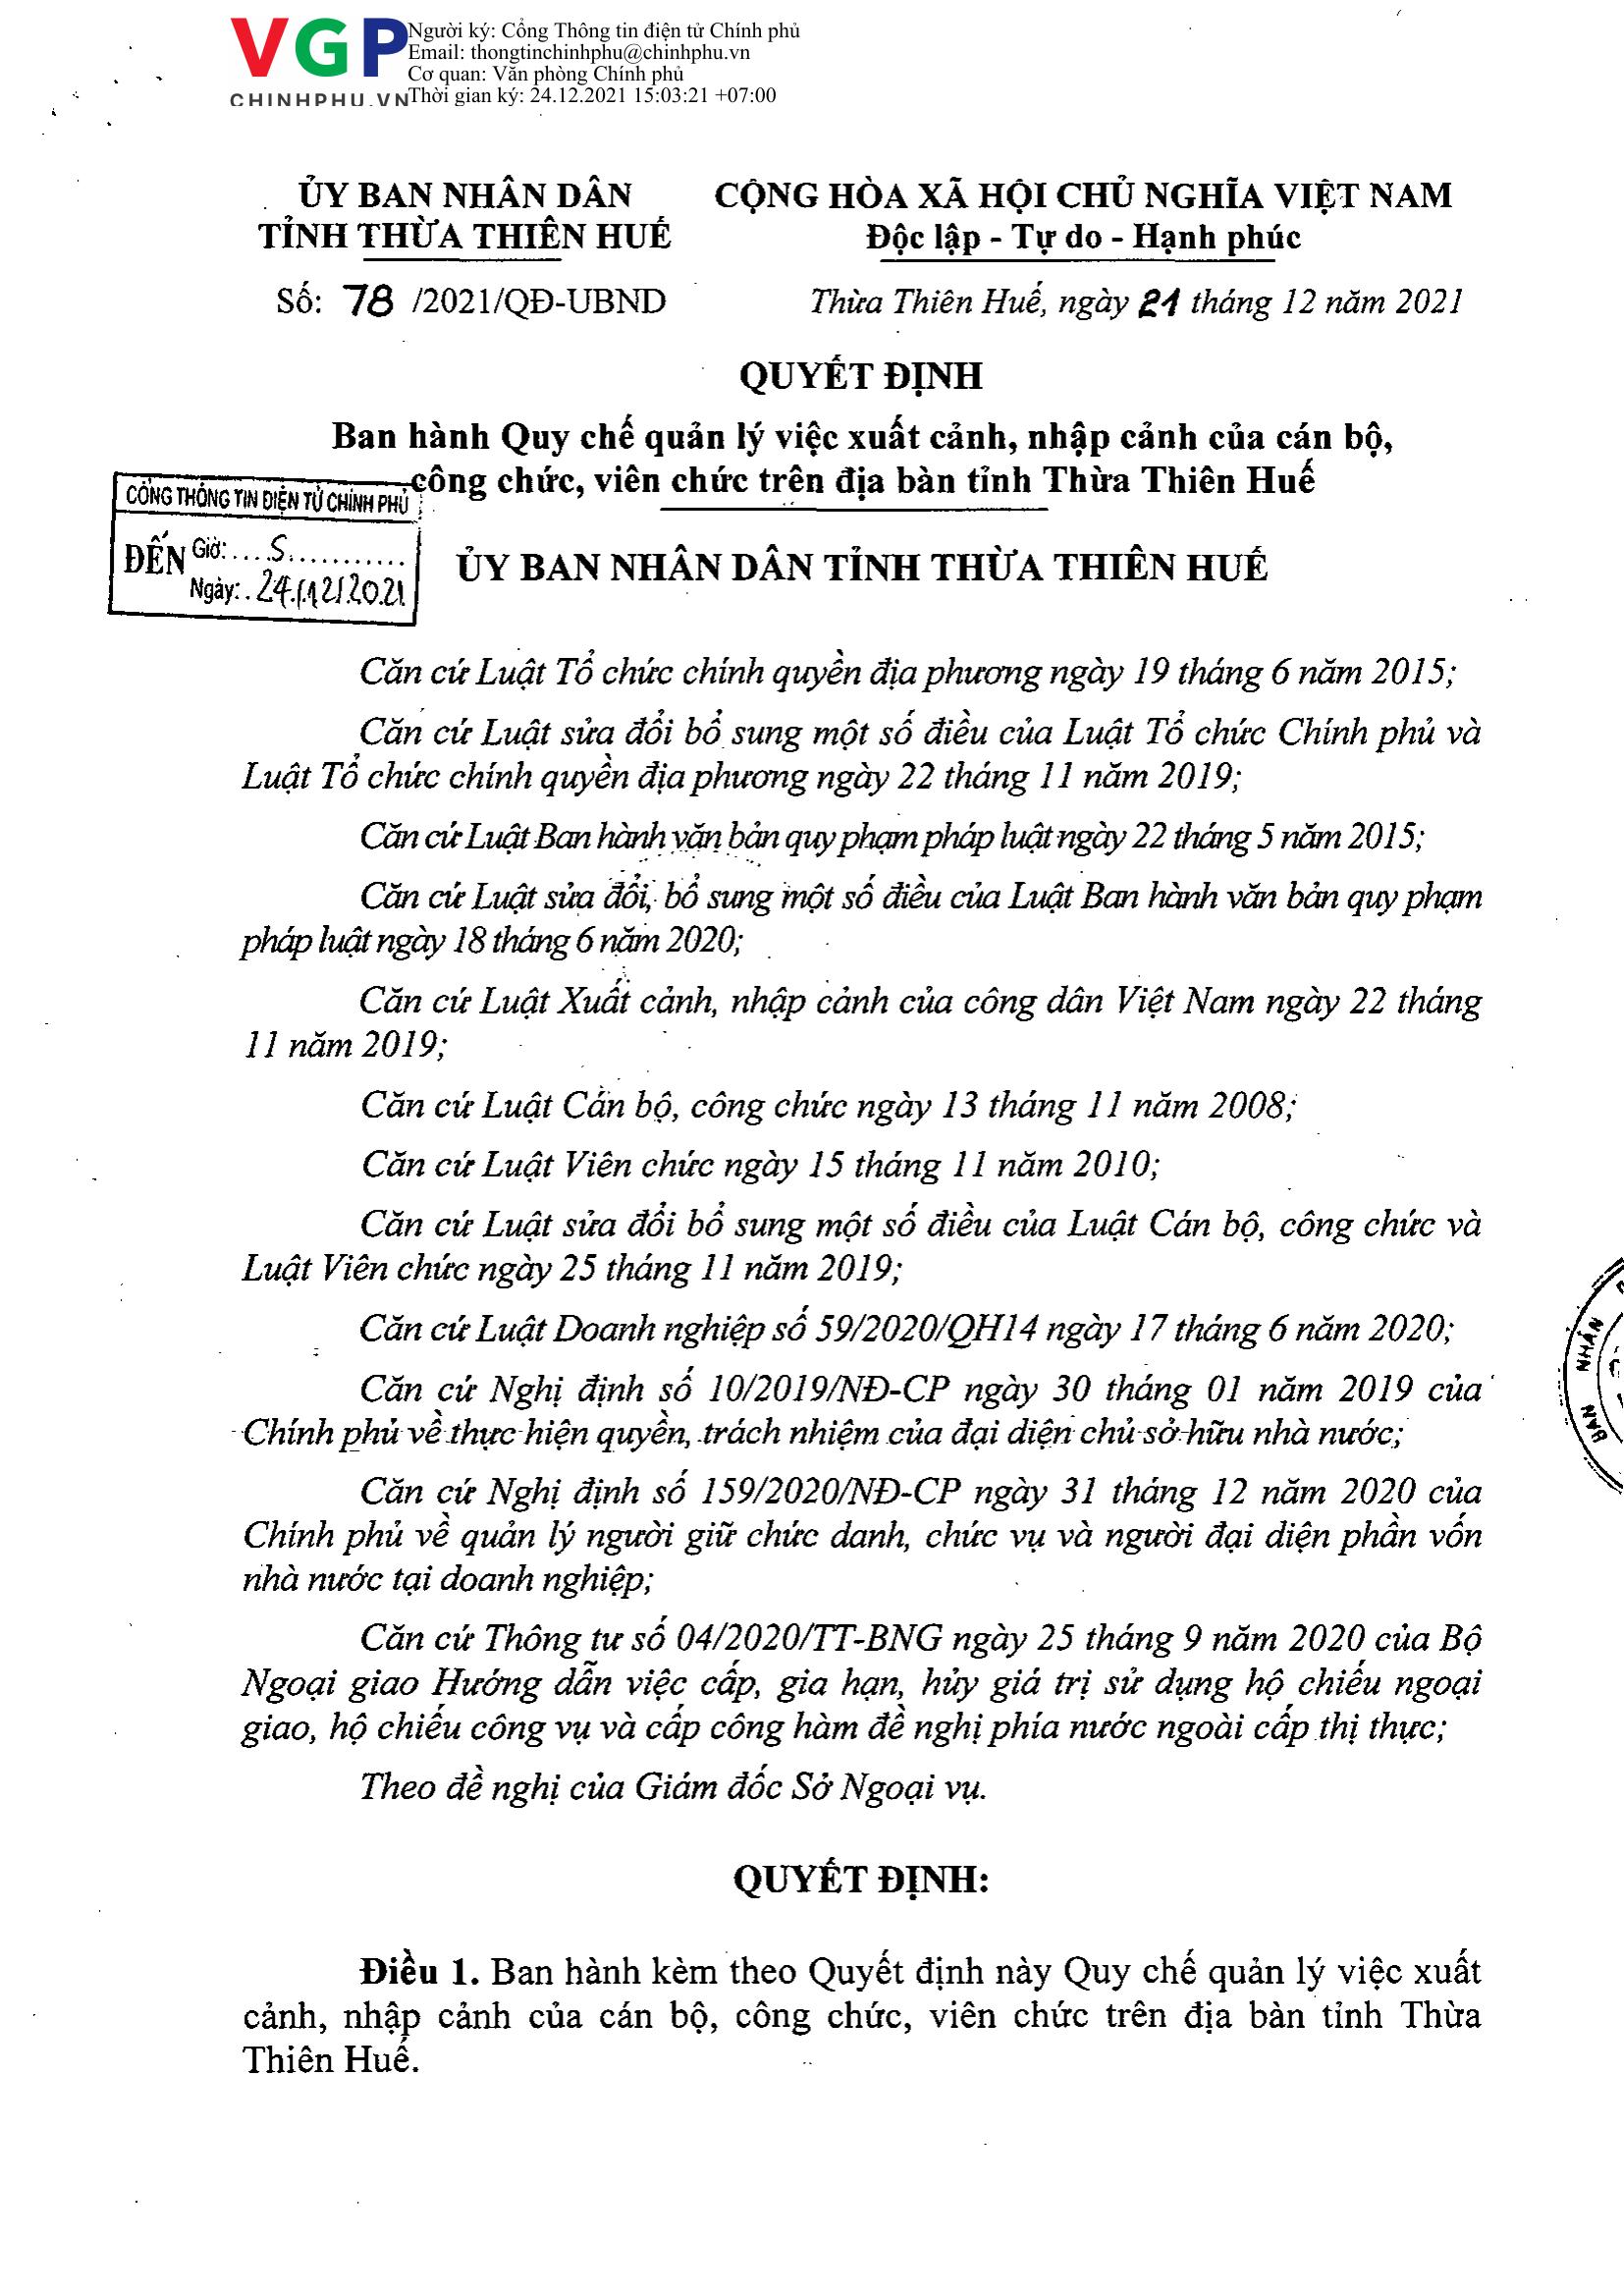 VGP
CHINHPHU.VN
Người ký: Cổng Thông tin điện tử Chính phủ
Email: thongtinchinhphu@chinhphu.vn
Cơ quan: Văn phòng Chính phủ
Thời gian ký: 24.12.2021 15:03:21 +07:00
ỦY BAN NHÂN DÂN
TỈNH THỪA THIÊN HUẾ
CỘNG HÒA XÃ HỘI CHỦ NGHĨA VIỆT NAM
Độc lập - Tự do - Hạnh phúc
Số: 78 /2021/QĐ-UBND
Thừa Thiên Huế, ngày 21 tháng 12 năm 2021
QUYẾT ĐỊNH
Ban hành Quy chế quản lý việc xuất cảnh, nhập cảnh của cán bộ,
công chức, viên chức trên địa bàn tỉnh Thừa Thiên Huế
CỔNG THÔNG TIN ĐIỆN TỬ CHÍNH PHỦ
ĐẾN Giờ: ....S...........
Ngày: 24/12/2021
ỦY BAN NHÂN DÂN TỈNH THỪA THIÊN HUẾ
Căn cứ Luật Tổ chức chính quyền địa phương ngày 19 tháng 6 năm 2015;
Căn cứ Luật sửa đổi bổ sung một số điều của Luật Tổ chức Chính phủ và
Luật Tổ chức chính quyền địa phương ngày 22 tháng 11 năm 2019;
Căn cứ Luật Ban hành văn bản quy phạm pháp luật ngày 22 tháng 5 năm 2015;
Căn cứ Luật sửa đổi, bổ sung một số điều của Luật Ban hành văn bản quy phạm
pháp luật ngày 18 tháng 6 năm 2020;
Căn cứ Luật Xuất cảnh, nhập cảnh của công dân Việt Nam ngày 22 tháng
11 năm 2019;
Căn cứ Luật Cán bộ, công chức ngày 13 tháng 11 năm 2008;
Căn cứ Luật Viên chức ngày 15 tháng 11 năm 2010;
Căn cứ Luật sửa đổi bổ sung một số điều của Luật Cán bộ, công chức và
Luật Viên chức ngày 25 tháng 11 năm 2019;
Căn cứ Luật Doanh nghiệp số 59/2020/QH14 ngày 17 tháng 6 năm 2020;
Căn cứ Nghị định số 10/2019/NĐ-CP ngày 30 tháng 01 năm 2019 của
Chính phủ về thực hiện quyền, trách nhiệm của đại diện chủ sở hữu nhà nước;
Căn cứ Nghị định số 159/2020/NĐ-CP ngày 31 tháng 12 năm 2020 của
Chính phủ về quản lý người giữ chức danh, chức vụ và người đại diện phần vốn
nhà nước tại doanh nghiệp;
Căn cứ Thông tư số 04/2020/TT-BNG ngày 25 tháng 9 năm 2020 của Bộ
Ngoại giao Hướng dẫn việc cấp, gia hạn, hủy giá trị sử dụng hộ chiếu ngoại
giao, hộ chiếu công vụ và cấp công hàm đề nghị phía nước ngoài cấp thị thực;
Theo đề nghị của Giám đốc Sở Ngoại vụ.
QUYẾT ĐỊNH:
Điều 1. Ban hành kèm theo Quyết định này Quy chế quản lý việc xuất
cảnh, nhập cảnh của cán bộ, công chức, viên chức trên địa bàn tỉnh Thừa
Thiên Huế.
BAN NHÂN